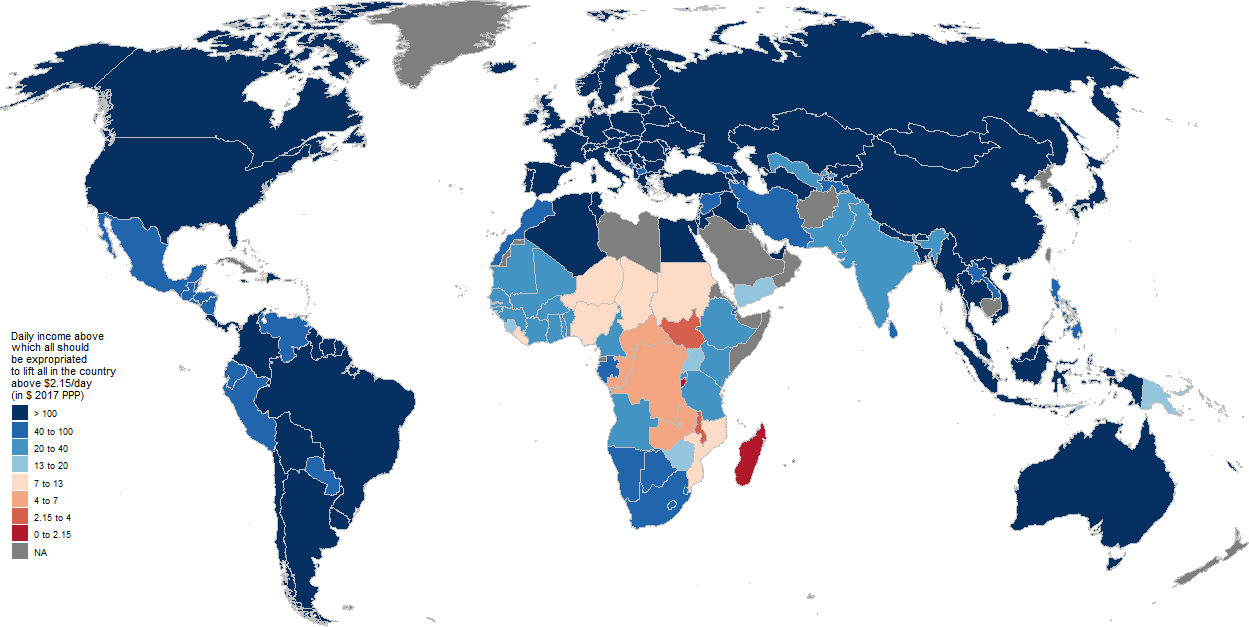 Daily income above
which all should
be expropriated
to lift all in the country
above $2.15/day
(in $ 2017 PPP)
> 100
40 to 100
20 to 40
13 to 20
7 to 13
4 to 7
2.15 to 4
0 to 2.15
NA